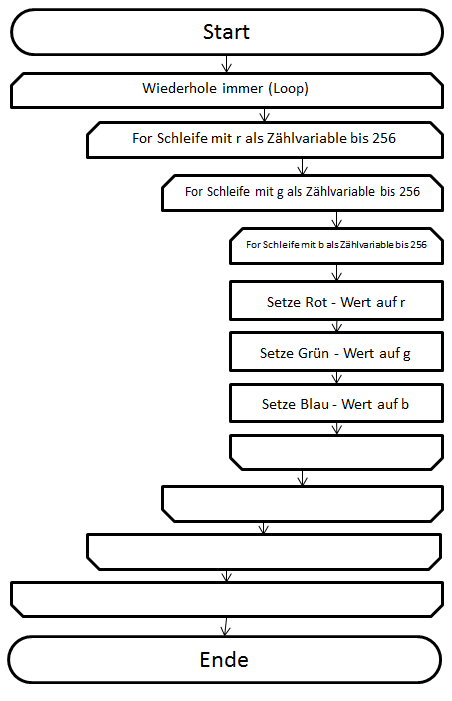 Start
Wiederhole immer (Loop)
For Schleife mit r als Zählvariable bis 256
For Schleife mit g als Zählvariable bis 256
For Schleife mit b als Zählvariable bis 256
Setze Rot - Wert auf r
Setze Grün - Wert auf g
Setze Blau - Wert auf b
Ende